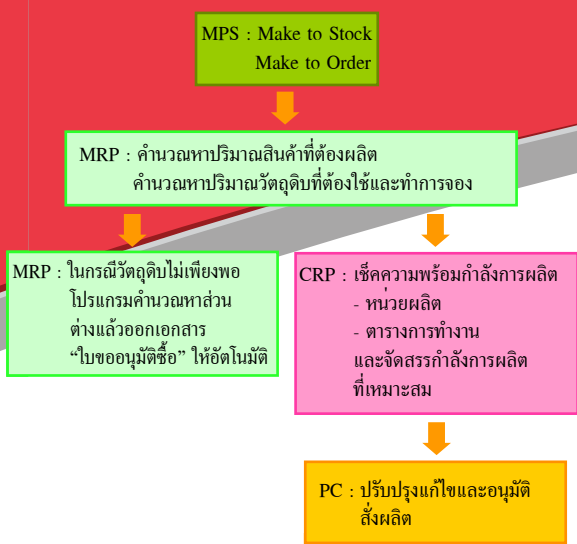 MPS : Make to Stock
Make to Order
MRP : คำนวณหาปริมาณสินค้าที่ต้องผลิต
คำนวณหาปริมาณวัตถุดิบที่ต้องใช้และทำการจอง
MRP : ในกรณีวัตถุดิบไม่เพียงพอ
โปรแกรมคำนวณหาส่วน
ต่างแล้วออกเอกสาร
“ใบขออนุมัติซื้อ” ให้อัตโนมัติ
CRP : เช็คความพร้อมกำลังการผลิต
- หน่วยผลิต
- ตารางการทำงาน
และจัดสรรกำลังการผลิต
ที่เหมาะสม
PC : ปรับปรุงแก้ไขและอนุมัติ
สั่งผลิต